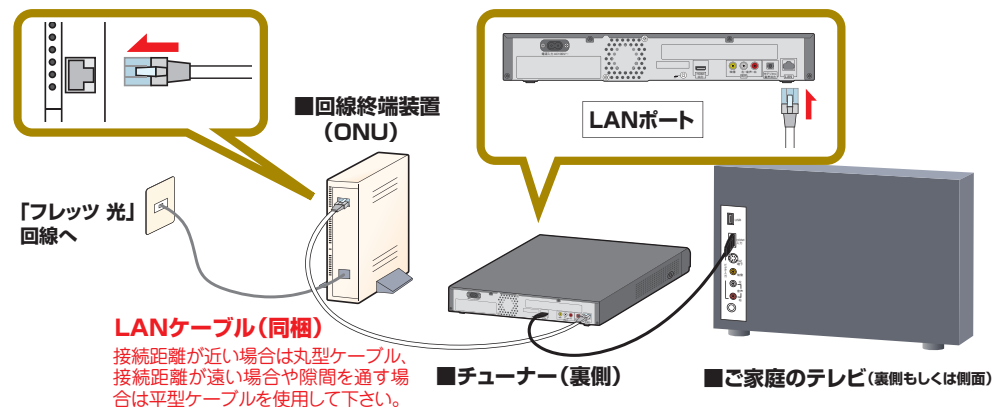 ■回線終端装置
(ONU)
LANポート
「フレッツ 光」
回線へ
LANケーブル(同梱)
接続距離が近い場合は丸型ケーブル、
接続距離が遠い場合や隙間を通す場
合は平型ケーブルを使用して下さい。
■チューナー(裏側)
■ご家庭のテレビ(裏側もしくは側面)